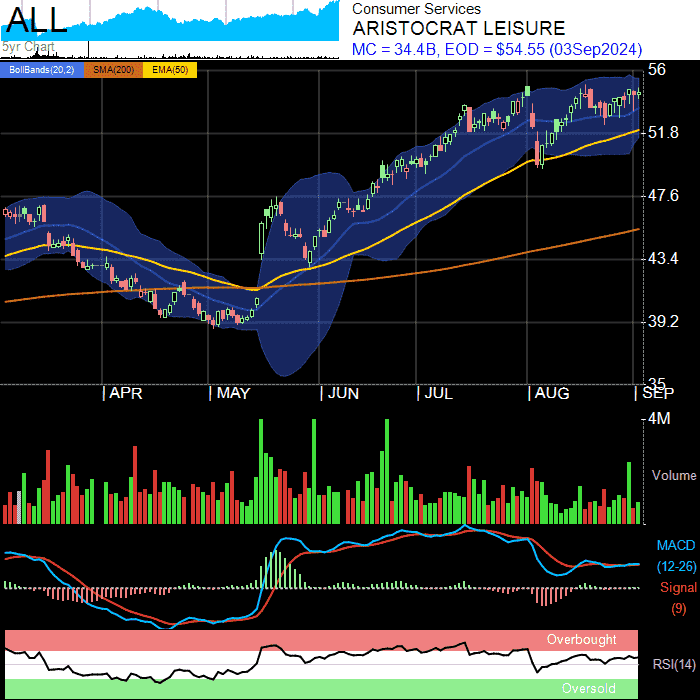 ALL
5yr Chart
Consumer Services
ARISTOCRAT LEISURE
MC = 34.4B, EOD = $54.55 (03Sep2024)
BollBands(20,2) SMA(200) EMA(50)
56
51.8
47.6
43.4
39.2
35
APR MAY JUN JUL AUG SEP
4M
Volume
MACD
(12-26)
Signal
(9)
Overbought
RSI(14)
Oversold